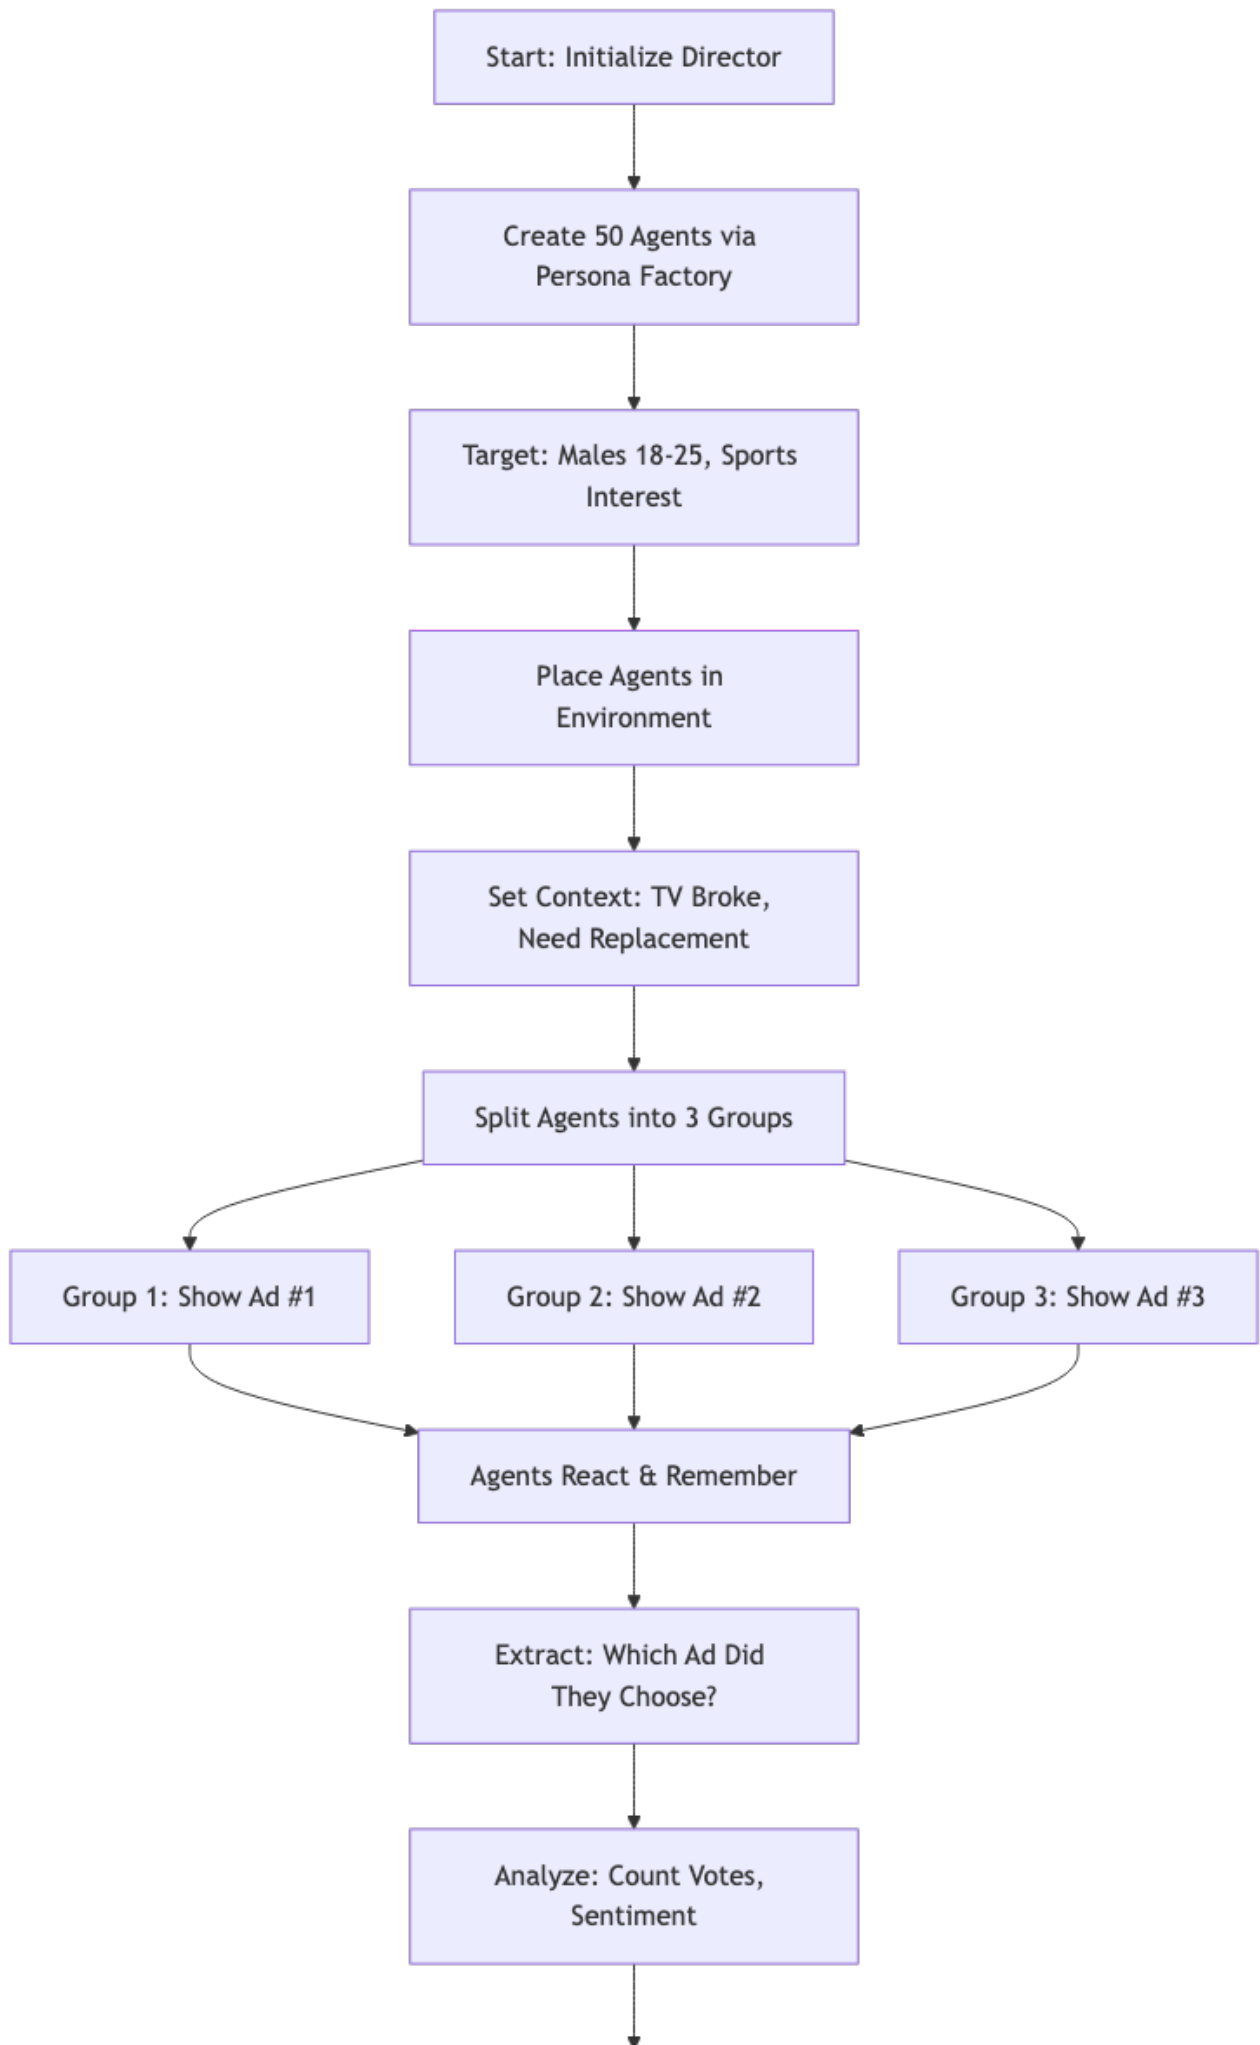 Start: Initialize Director
Create 50 Agents via
Persona Factory
Target: Males 18-25, Sports
Interest
Place Agents in
Environment
Set Context: TV Broke,
Need Replacement
Split Agents into 3 Groups
Group 1: Show Ad #1
Group 2: Show Ad #2
Group 3: Show Ad #3
Agents React & Remember
Extract: Which Ad Did
They Choose?
Analyze: Count Votes,
Sentiment